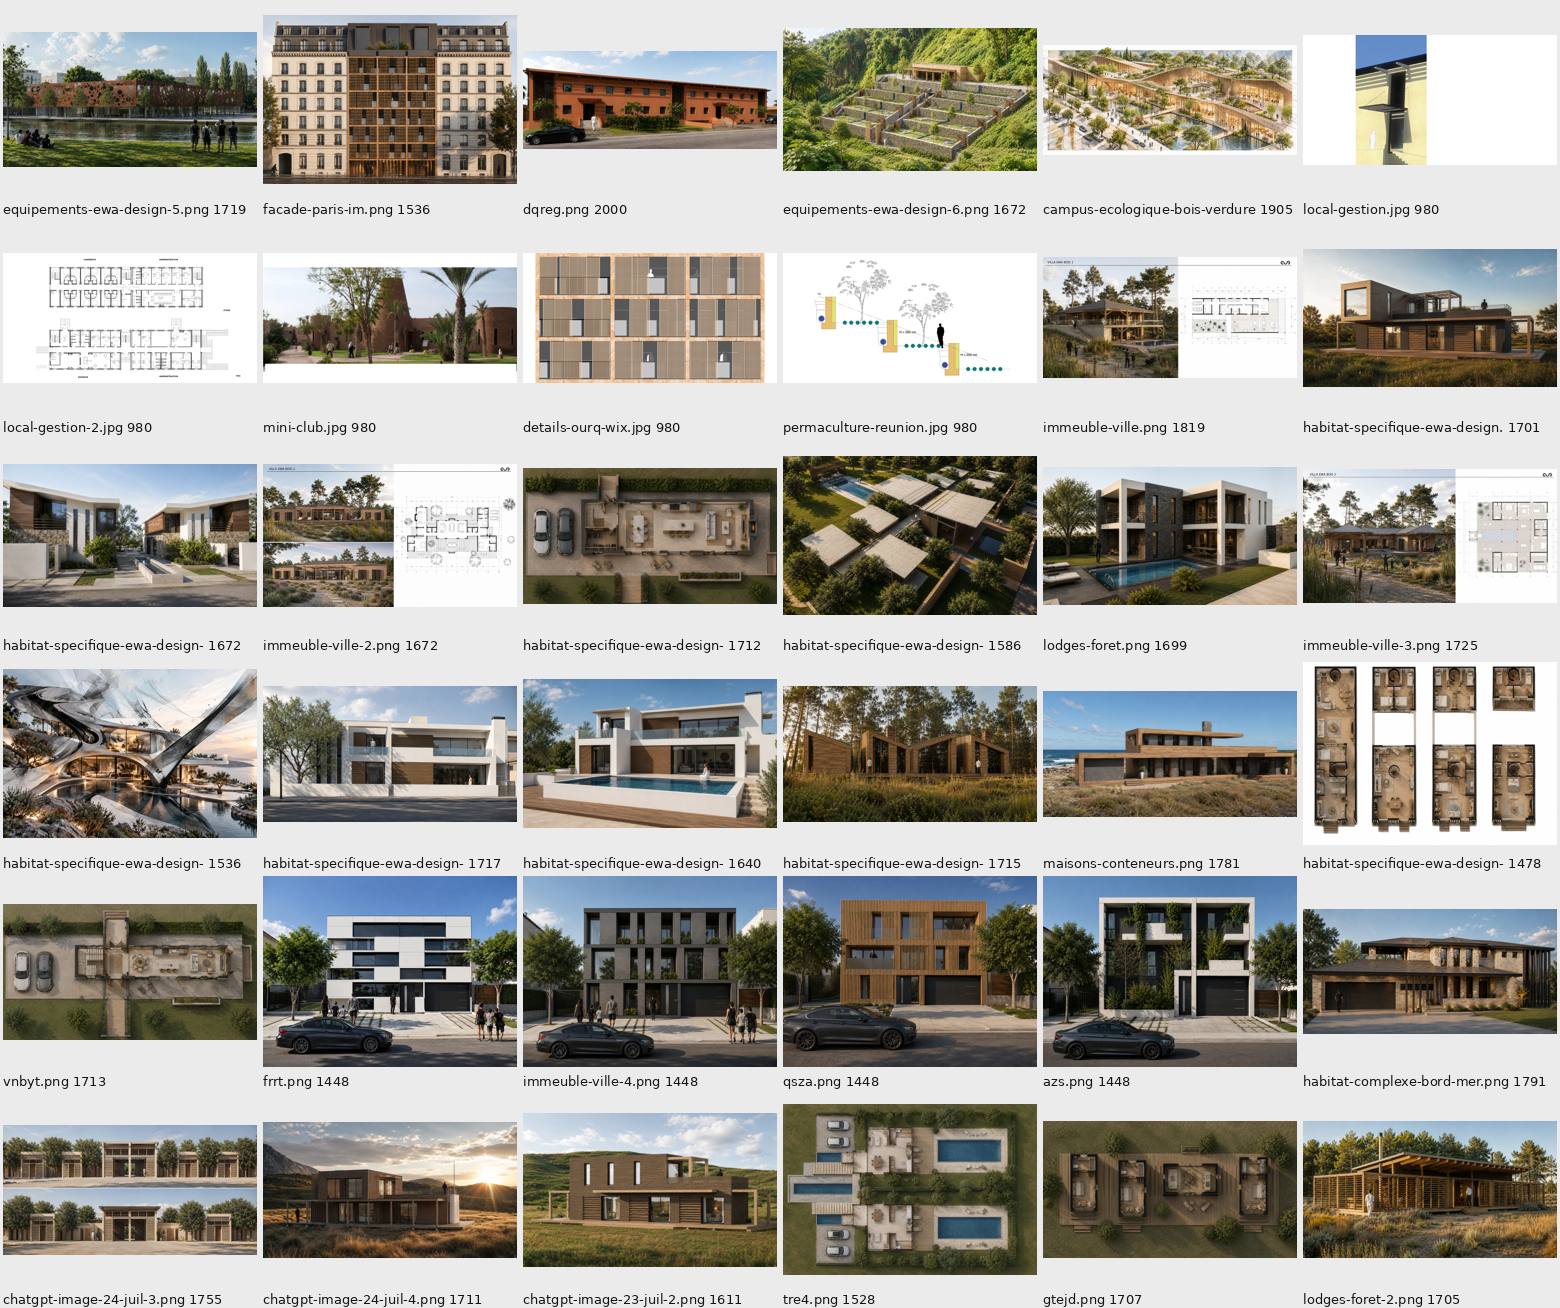 equipements-ewa-design-5.png 1719
facade-paris-im.png 1536
dqreg.png 2000
equipements-ewa-design-6.png 1672
campus-ecologique-bois-verdure 1905
local-gestion.jpg 980
local-gestion-2.jpg 980
mini-club.jpg 980
details-ourq-wix.jpg 980
permaculture-reunion.jpg 980
immeuble-ville.png 1819
habitat-specifique-ewa-design. 1701
habitat-specifique-ewa-design- 1672
immeuble-ville-2.png 1672
habitat-specifique-ewa-design- 1712
habitat-specifique-ewa-design- 1586
lodges-foret.png 1699
immeuble-ville-3.png 1725
habitat-specifique-ewa-design- 1536
habitat-specifique-ewa-design- 1717
habitat-specifique-ewa-design- 1640
habitat-specifique-ewa-design- 1715
maisons-conteneurs.png 1781
habitat-specifique-ewa-design- 1478
vnbyt.png 1713
frrt.png 1448
immeuble-ville-4.png 1448
qsza.png 1448
azs.png 1448
habitat-complexe-bord-mer.png 1791
chatgpt-image-24-juil-3.png 1755
chatgpt-image-24-juil-4.png 1711
chatgpt-image-23-juil-2.png 1611
tre4.png 1528
gtejd.png 1707
lodges-foret-2.png 1705